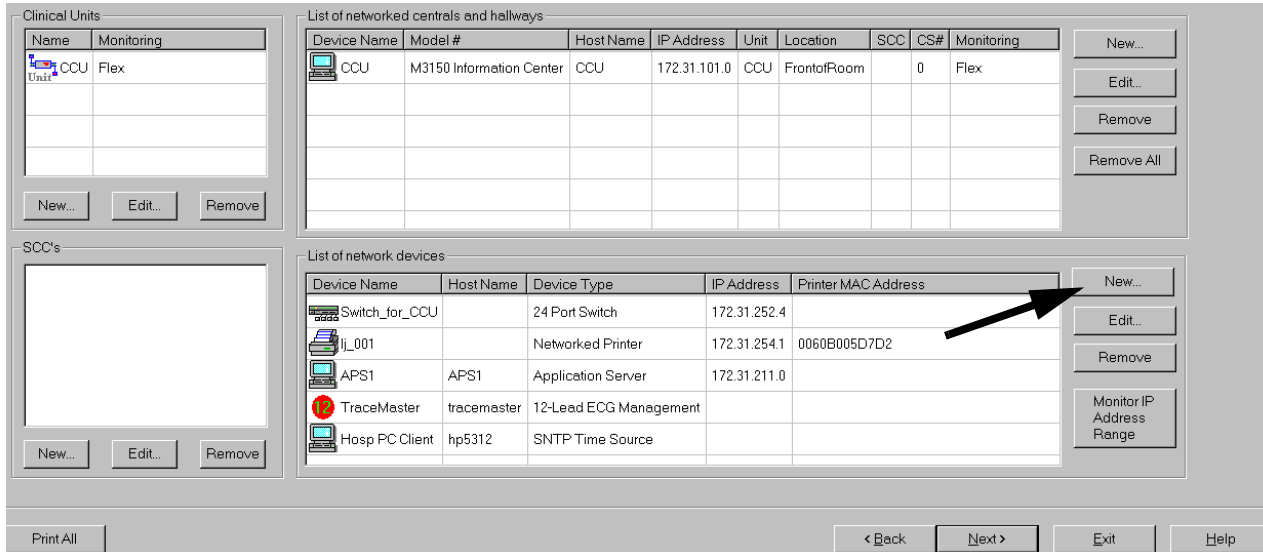 Clinical Units
Name Monitoring
Unit CCU Flex
New... Edit... Remove
List of networked centrals and hallways
Device Name Model # Host Name IP Address Unit Location SCC CS# Monitoring
CCU M3150 Information Center CCU 172.31.101.0 CCU FrontofRoom 0 Flex
New...
Edit...
Remove
Remove All
SCC's
New... Edit... Remove
List of network devices
Device Name Host Name Device Type IP Address Printer MAC Address
Switch_for_CCU 24 Port Switch 172.31.252.4
lj_001 Networked Printer 172.31.254.1 0060B005D7D2
APS1 APS1 Application Server 172.31.211.0
12 TraceMaster tracemaster 12-Lead ECG Management
Hosp PC Client hp5312 SNTP Time Source
New...
Edit...
Remove
Monitor IP
Address
Range
Print All < Back Next > Exit Help